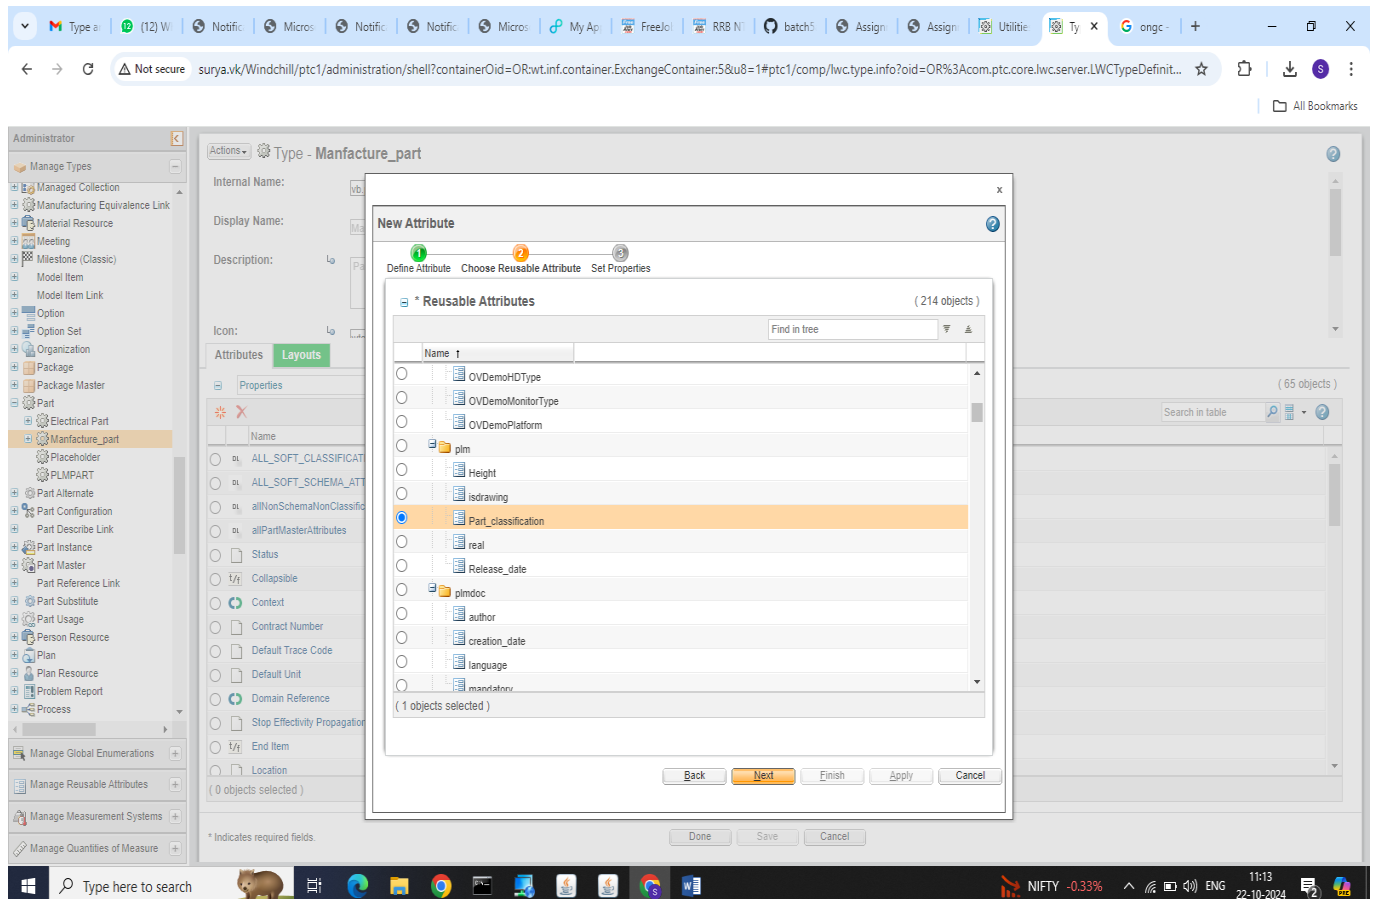 Type a
(12) W
Notific
Micros
Notific
Notific
Micros
My Ap
FreeJo
RRB N
batch5
Assign
Assign
Utilitie
Ty
ongc -
Not secure
surya.vk/Windchill/ptc1/administration/shell?containerOid=OR:wt.inf.container.ExchangeContainer:5&u8=1#ptc1/comp/lwc.type.info?oid=OR%3Acom.ptc.core.lwc.server.LWCTypeDefinit...
S
All Bookmarks
Administrator
Manage Types
Managed Collection
Manufacturing Equivalence Link
Material Resource
Meeting
Milestone (Classic)
Model Item
Model Item Link
Option
Option Set
Organization
Package
Package Master
Part
Electrical Part
Manfacture_part
Placeholder
PLMPART
Part Alternate
Part Configuration
Part Describe Link
Part Instance
Part Master
Part Reference Link
Part Substitute
Part Usage
Person Resource
Plan
Plan Resource
Problem Report
Process
Manage Global Enumerations
Manage Reusable Attributes
Manage Measurement Systems
Manage Quantities of Measure
Actions
Type - Manfacture_part
Internal Name:
vb.
Display Name:
Ma
Description:
Pa
Icon:
Attributes
Layouts
Properties
( 65 objects )
Search in table
Name
ALL_SOFT_CLASSIFICATI
ALL_SOFT_SCHEMA_ATT
allNonSchemaNonClassific
allPartMasterAttributes
Status
Collapsible
Context
Contract Number
Default Trace Code
Default Unit
Domain Reference
Stop Effectivity Propagation
End Item
Location
( 0 objects selected )
* Indicates required fields.
Done
Save
Cancel
x
New Attribute
1
2
3
Define Attribute
Choose Reusable Attribute
Set Properties
* Reusable Attributes
( 214 objects )
Find in tree
Name
OVDemoHDType
OVDemoMonitorType
OVDemoPlatform
plm
Height
isdrawing
Part_classification
real
Release_date
plmdoc
author
creation_date
language
mandatory
( 1 objects selected )
Back
Next
Finish
Apply
Cancel
Type here to search
NIFTY -0.33%
ENG
11:13
22-10-2024
2